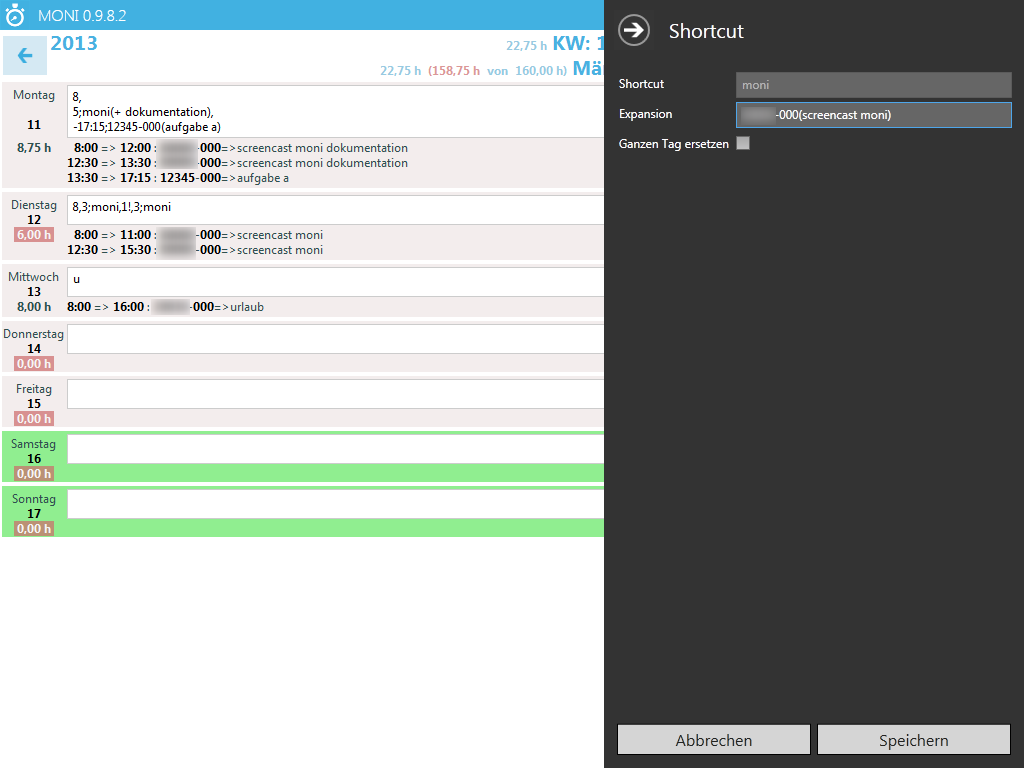 MONI 0.9.8.2
2013
22,75 h KW: 1
22,75 h (158,75 h von 160,00 h) Mä
Montag
11
8,75 h
8,
5;moni(+ dokumentation),
-17:15;12345-000(aufgabe a)
8:00 => 12:00 : -000=>screencast moni dokumentation
12:30 => 13:30 : -000=>screencast moni dokumentation
13:30 => 17:15 : 12345-000=>aufgabe a
Dienstag
12
6,00 h
8,3;moni,1!,3;moni
8:00 => 11:00 : -000=>screencast moni
12:30 => 15:30 : -000=>screencast moni
Mittwoch
13
8,00 h
u
8:00 => 16:00 : -000=>urlaub
Donnerstag
14
0,00 h
Freitag
15
0,00 h
Samstag
16
0,00 h
Sonntag
17
0,00 h
Shortcut
Shortcut
moni
Expansion
-000(screencast moni)
Ganzen Tag ersetzen
Abbrechen
Speichern